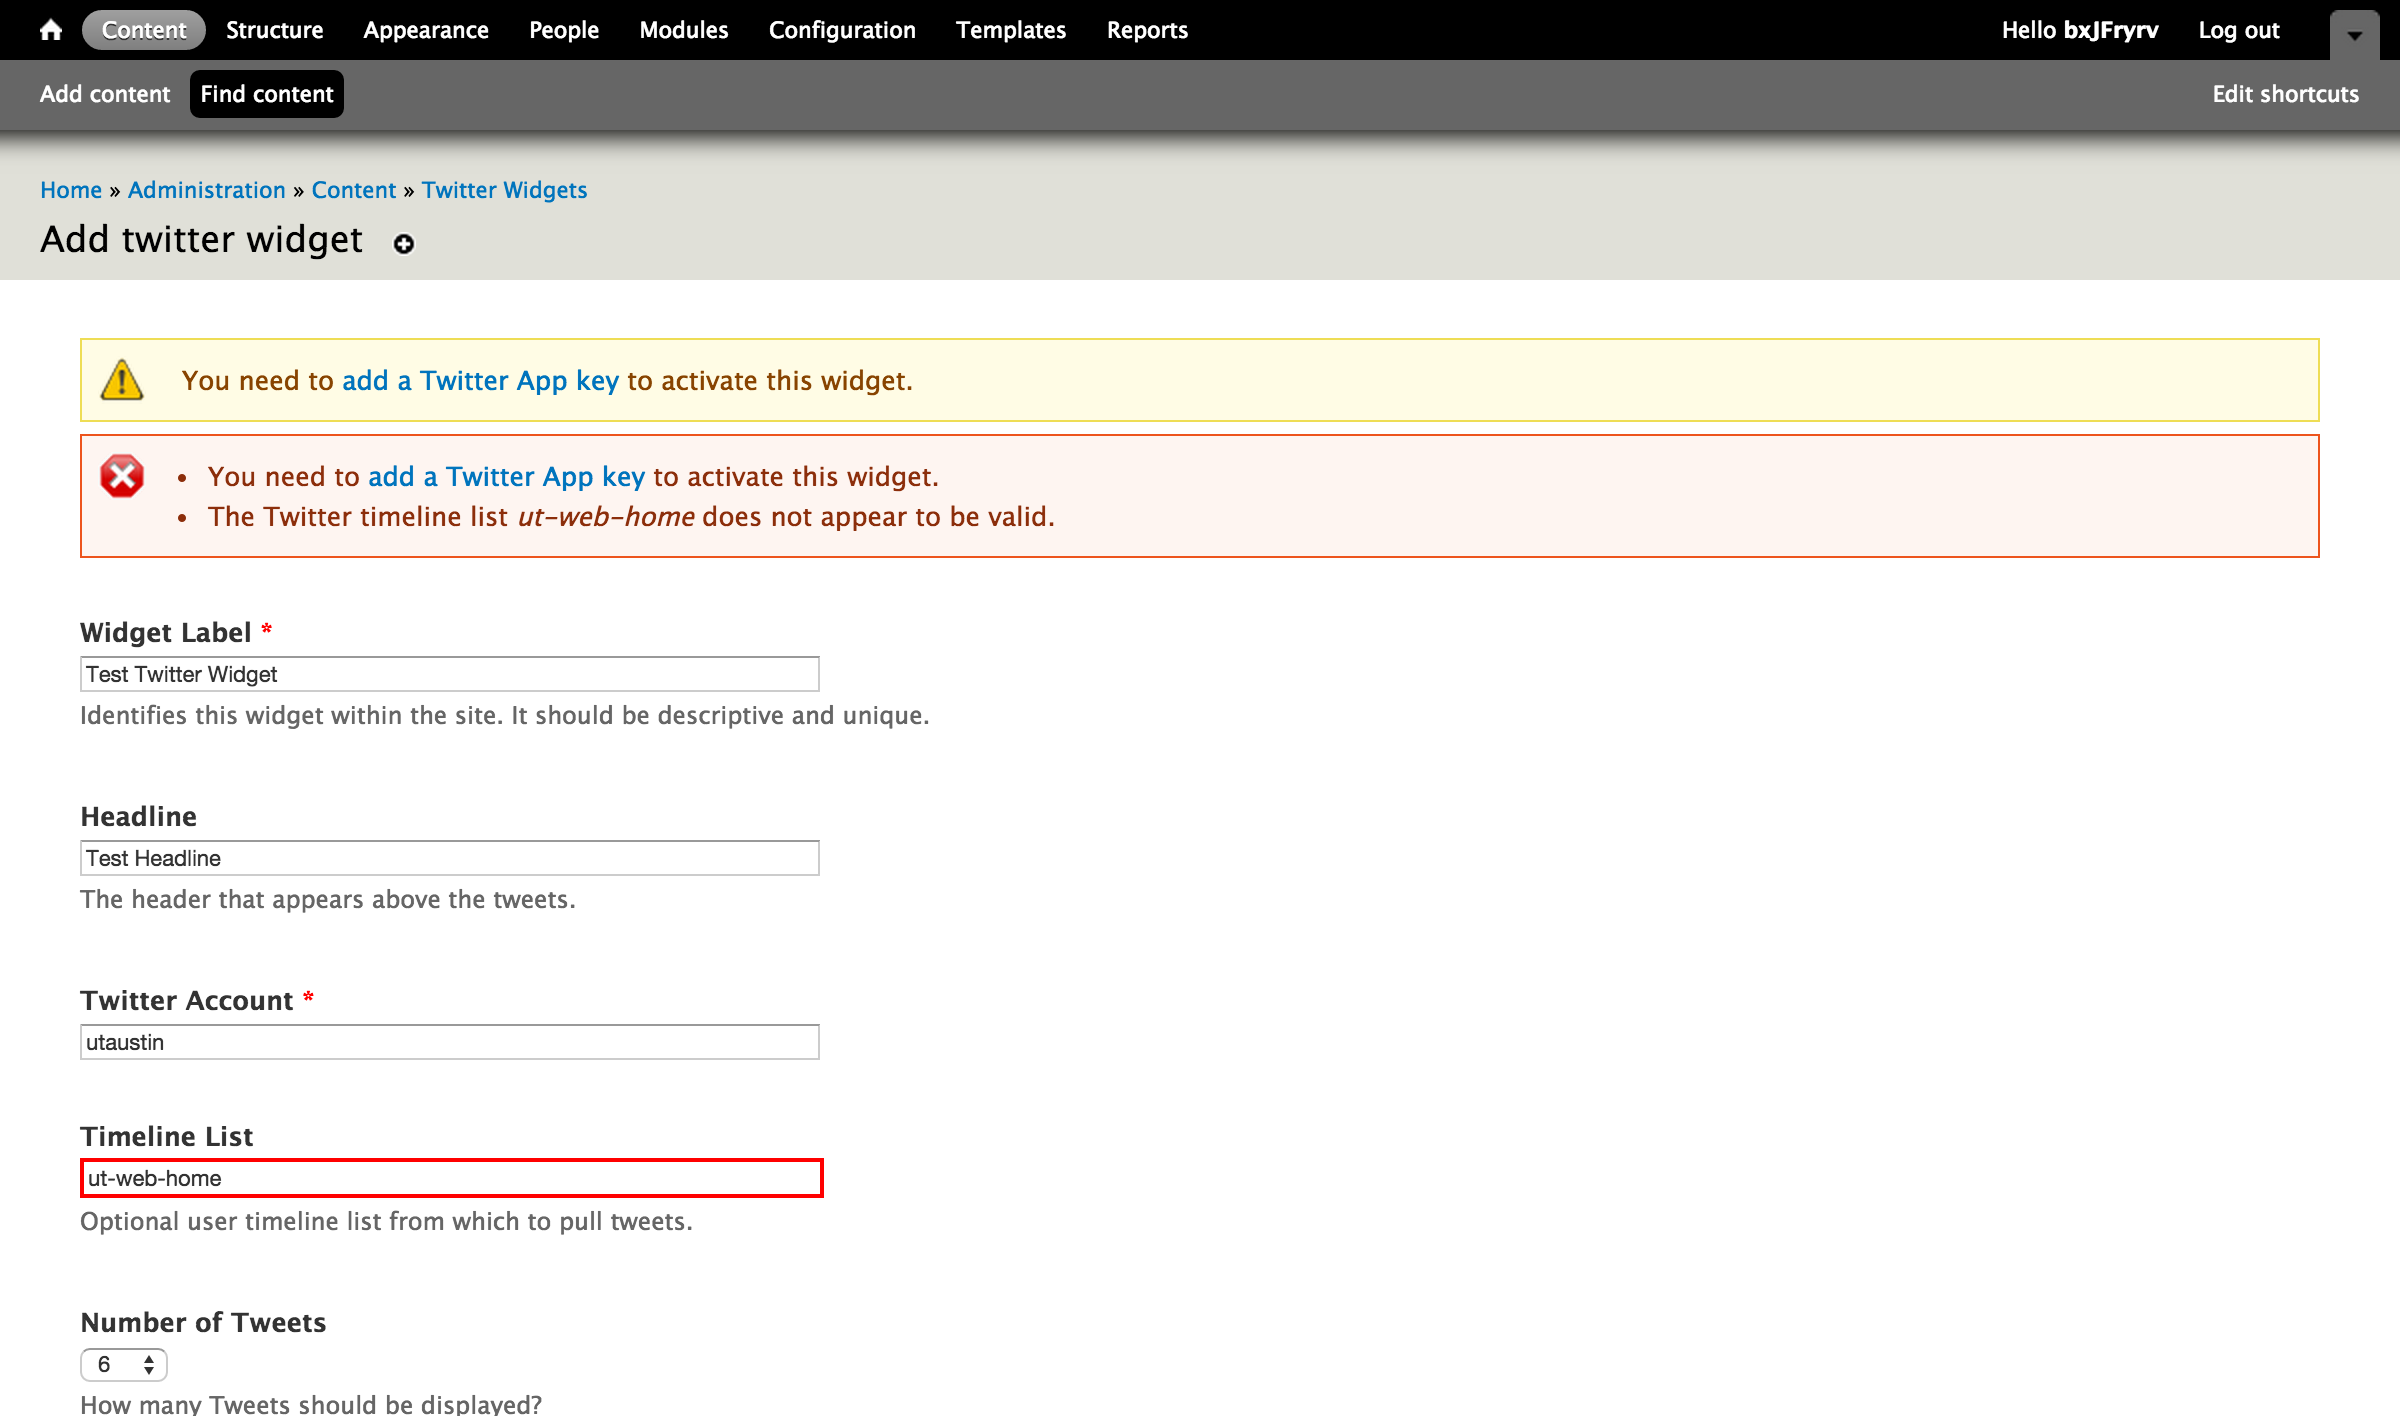 Content Structure Appearance People Modules Configuration Templates Reports Hello bxJFryrv Log out
Add content Find content Edit shortcuts
Home » Administration » Content » Twitter Widgets
Add twitter widget
You need to add a Twitter App key to activate this widget.
• You need to add a Twitter App key to activate this widget.
• The Twitter timeline list ut-web-home does not appear to be valid.
Widget Label *
Test Twitter Widget
Identifies this widget within the site. It should be descriptive and unique.
Headline
Test Headline
The header that appears above the tweets.
Twitter Account *
utaustin
Timeline List
ut-web-home
Optional user timeline list from which to pull tweets.
Number of Tweets
6
How many Tweets should be displayed?